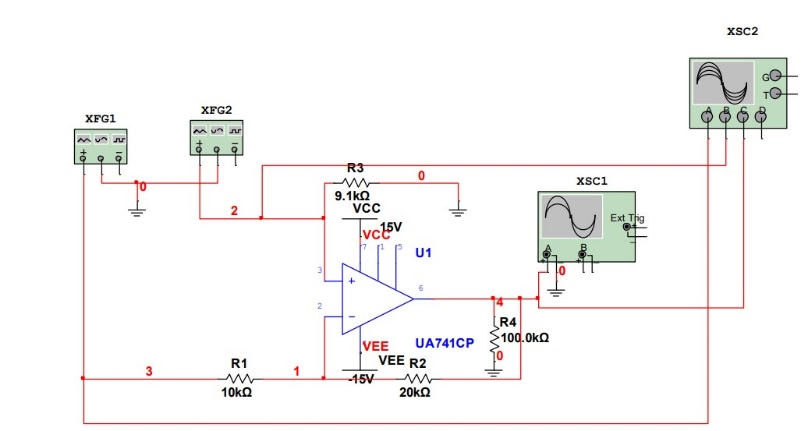 XSC2
G
T
A B C D
XFG1
XFG2
+ −
+ −
0
2
R3
9.1kΩ
0
VCC
15V
VCC
7 1 5
U1
3
2
6
+
−
UA741CP
VEE
VEE
-15V
XSC1
Ext Trig
+
−
A B
+ − + −
0
4
R4
100.0kΩ
0
3
R1
10kΩ
1
R2
20kΩ